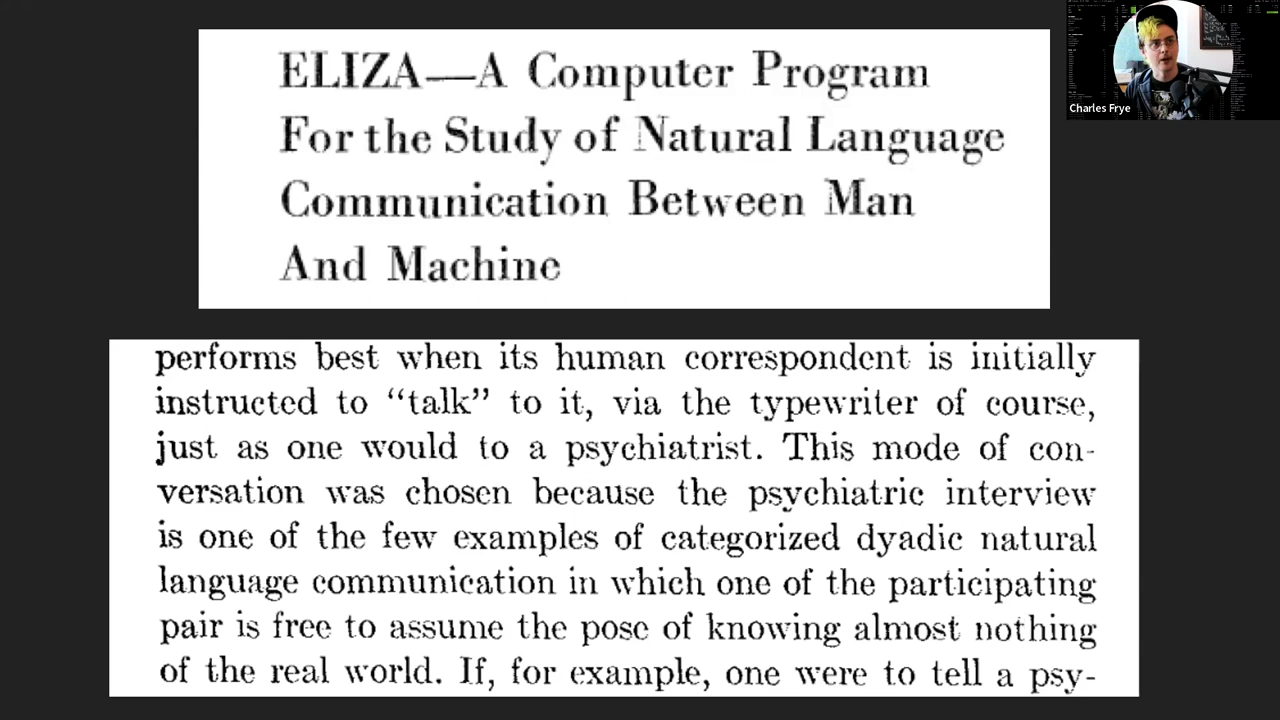 ELIZA—A Computer Program
For the Study of Natural Language
Communication Between Man
And Machine
Charles Frye
performs best when its human correspondent is initially
instructed to “talk” to it, via the typewriter of course,
just as one would to a psychiatrist. This mode of con-
versation was chosen because the psychiatric interview
is one of the few examples of categorized dyadic natural
language communication in which one of the participating
pair is free to assume the pose of knowing almost nothing
of the real world. If, for example, one were to tell a psy-